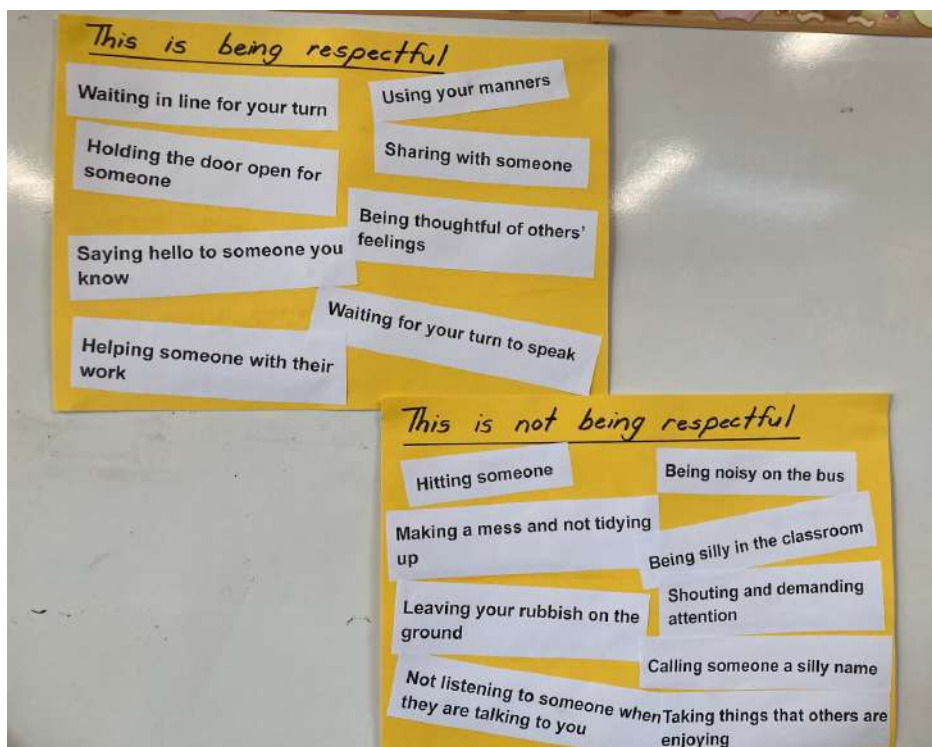 This is being respectful
Waiting in line for your turn
Holding the door open for
someone
Saying hello to someone you
know
Helping someone with their
work
Using your manners
Sharing with someone
Being thoughtful of others'
feelings
Waiting for your turn to speak
This is not being respectful
Hitting someone
Making a mess and not tidying
up
Leaving your rubbish on the
ground
Not listening to someone when
they are talking to you
Being noisy on the bus
Being silly in the classroom
Shouting and demanding
attention
Calling someone a silly name
Taking things that others are
enjoying